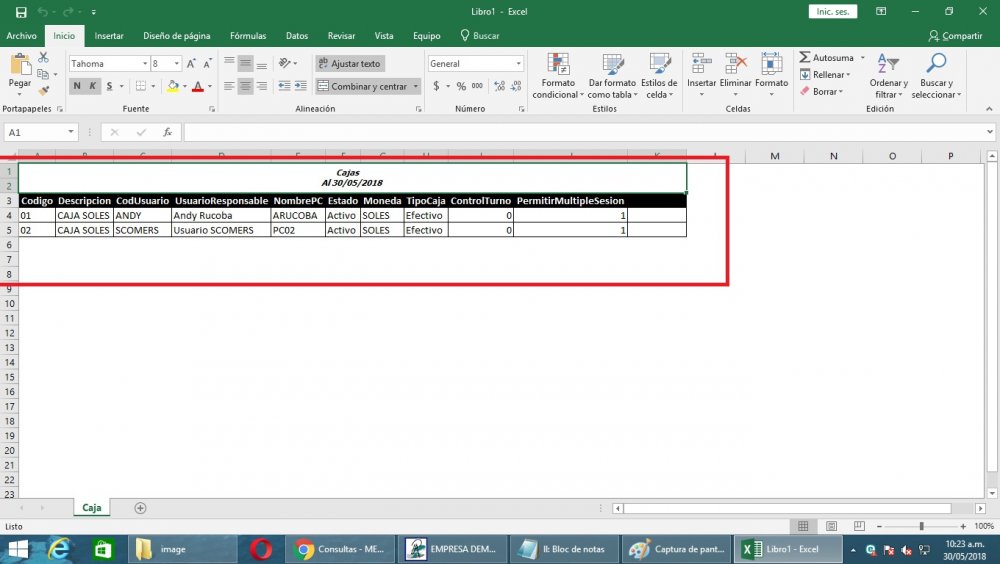 Libro1 - Excel
Inic. ses.
Archivo Inicio Insertar Diseño de página Fórmulas Datos Revisar Vista Equipo Buscar Compartir
Pegar
Tahoma 8
N K S
Ajustar texto
Combinar y centrar
General
$ % 000
Formato condicional
Dar formato como tabla
Estilos de celda
Insertar Eliminar Formato
Autosuma
Rellenar
Borrar
Ordenar y filtrar
Buscar y seleccionar
Portapapeles Fuente Alineación Número Estilos Celdas Edición
A1 fx
M N O P
1 Cajas
2 Al 30/05/2018
3 Codigo Descripcion CodUsuario UsuarioResponsable NombrePC Estado Moneda TipoCaja ControlTurno PermitirMultipleSesion
4 01 CAJA SOLES ANDY Andy Rucoba ARUCOBA Activo SOLES Efectivo 0 1
5 02 CAJA SOLES SCOMERS Usuario SCOMERS PC02 Activo SOLES Efectivo 0 1
6
7
8
9
10
11
12
13
14
15
16
17
18
19
20
21
22
23
Caja
Listo
100%
image
Consultas - ME...
EMPRESA DEM...
II: Bloc de notas
Captura de pant...
Libro1 - Excel
10:23 a.m.
30/05/2018